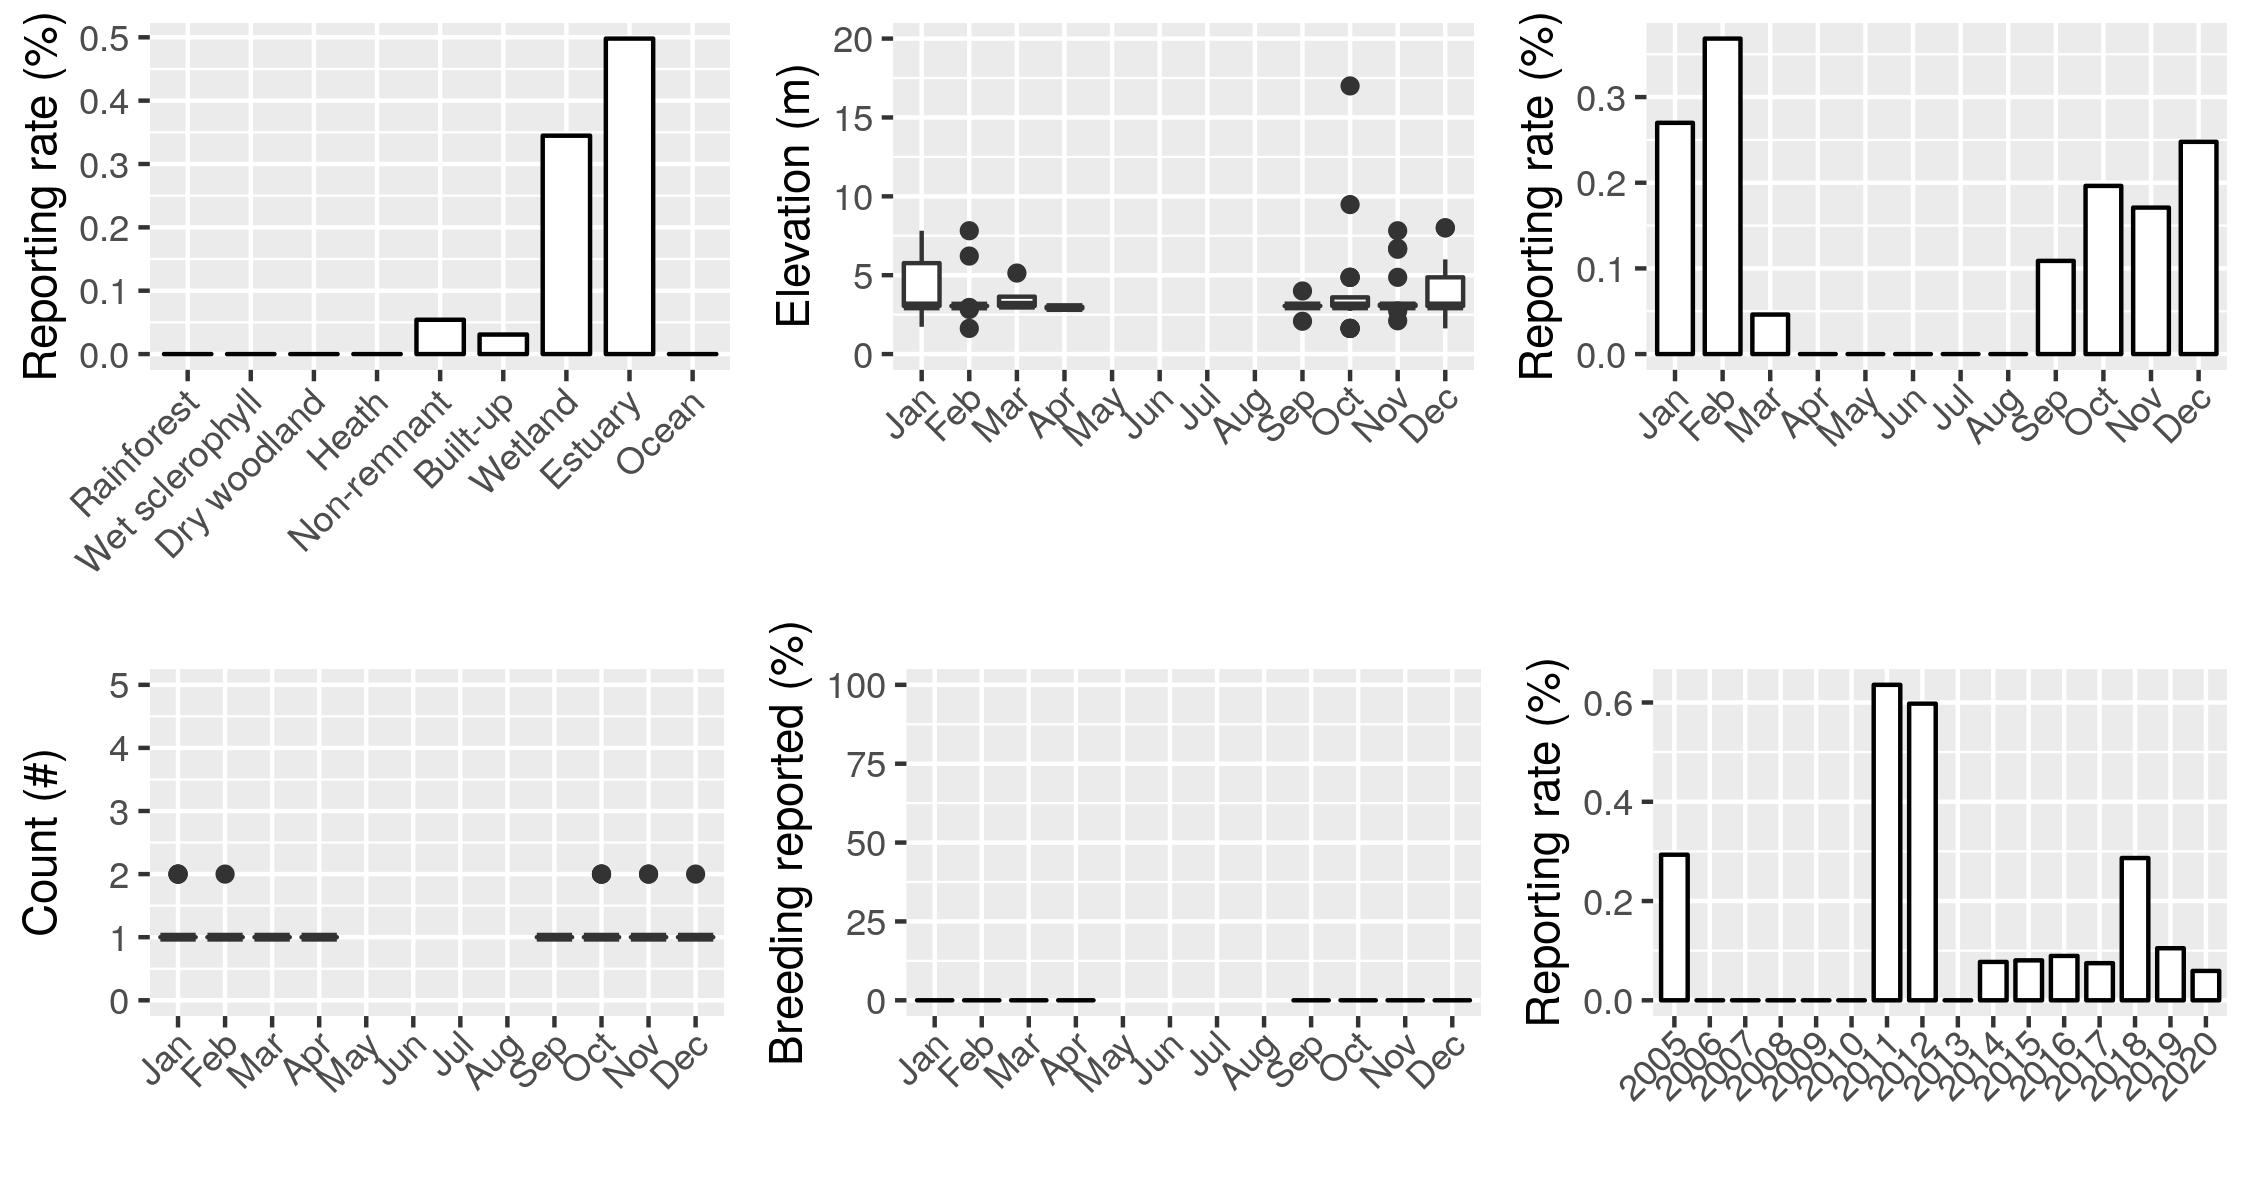 Reporting rate (%)
0.5
0.4
0.3
0.2
0.1
0.0
Rainforest
Wet sclerophyll
Dry woodland
Heath
Non-remnant
Built-up
Wetland
Estuary
Ocean
Elevation (m)
20
15
10
5
0
Jan
Feb
Mar
Apr
May
Jun
Jul
Aug
Sep
Oct
Nov
Dec
Reporting rate (%)
0.3
0.2
0.1
0.0
Jan
Feb
Mar
Apr
May
Jun
Jul
Aug
Sep
Oct
Nov
Dec
Count (#)
5
4
3
2
1
0
Jan
Feb
Mar
Apr
May
Jun
Jul
Aug
Sep
Oct
Nov
Dec
Breeding reported (%)
100
75
50
25
0
Jan
Feb
Mar
Apr
May
Jun
Jul
Aug
Sep
Oct
Nov
Dec
Reporting rate (%)
0.6
0.4
0.2
0.0
2005
2006
2007
2008
2009
2010
2011
2012
2013
2014
2015
2016
2017
2018
2019
2020